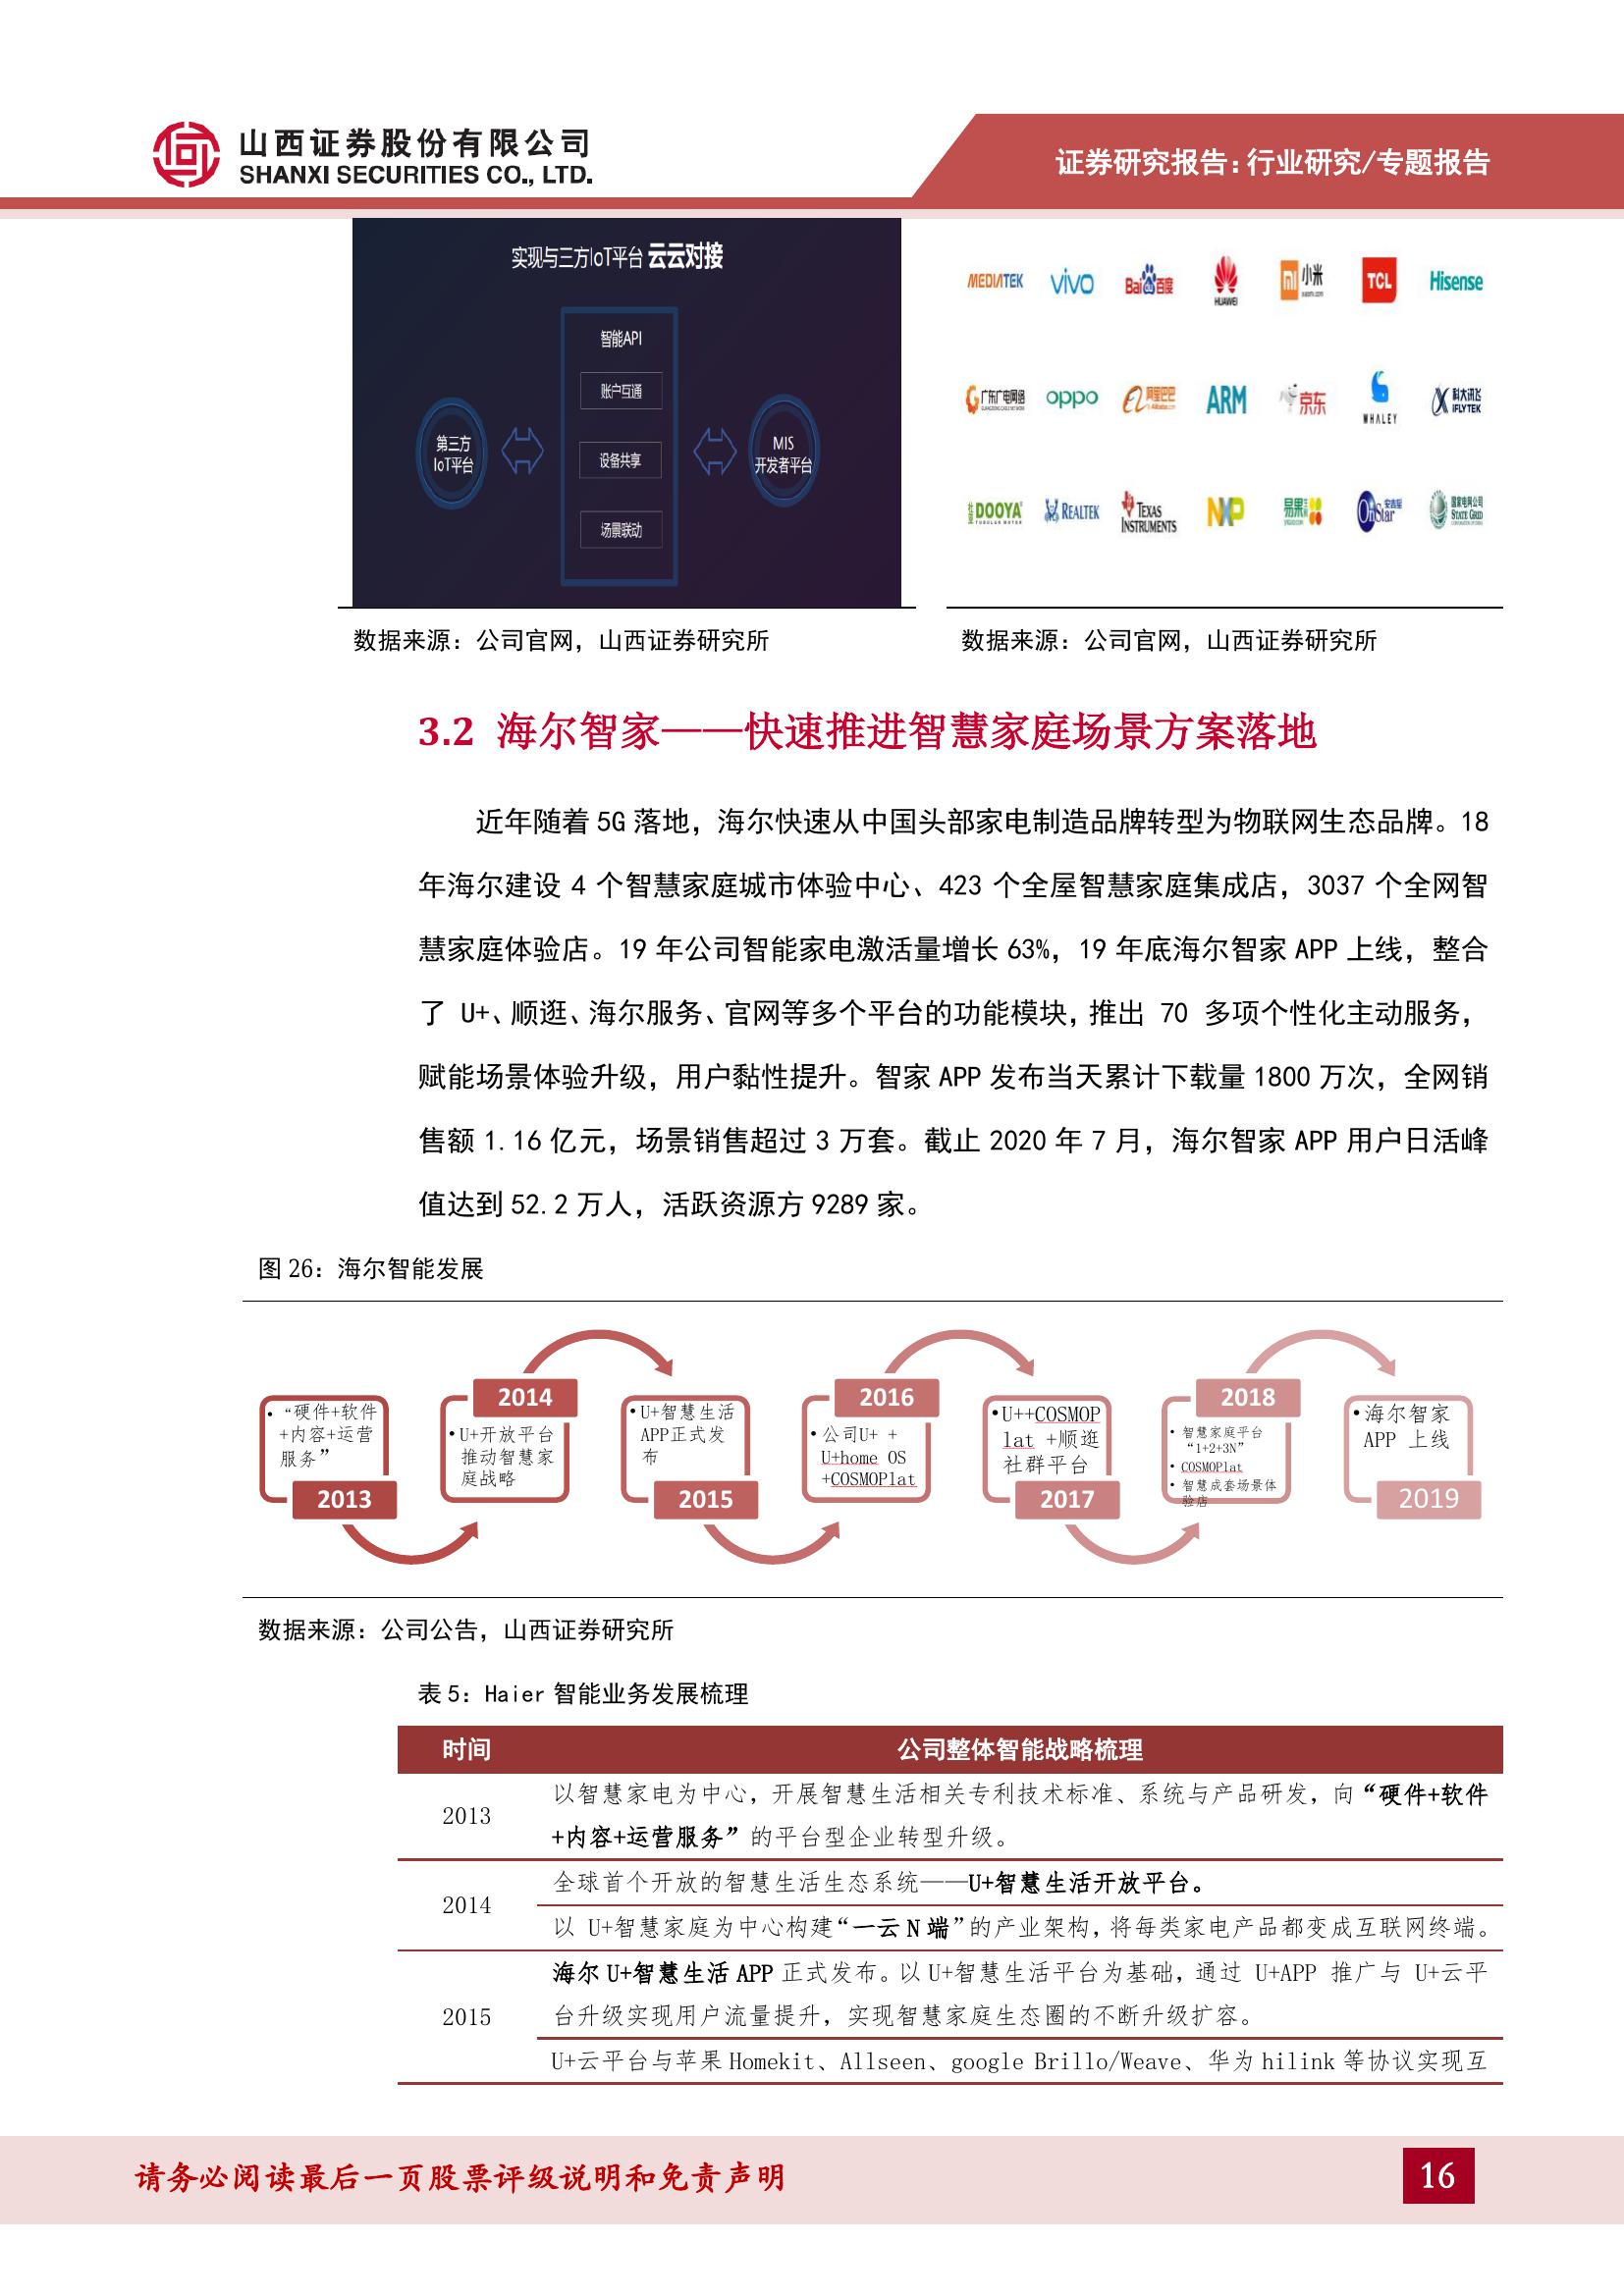 山西证券股份有限公司
SHANXI SECURITIES CO., LTD.
证券研究报告:行业研究/专题报告
实现与三方IoT平台 云云对接
智能API
账户互通
设备共享
场景联动
第三方
IoT平台
MIS
开发者平台
MEDIATEK
vivo
Bai百度
HUAWEI
小米
TCL
Hisense
广东广电网络
oppo
阿里巴巴
ARM
京东
WHALEY
科大讯飞
IFLYTEK
DOOYA
REALTEK
TEXAS
INSTRUMENTS
NXP
易果
OnStar
安吉星
国家电网公司
STATE GRID
数据来源：公司官网，山西证券研究所
数据来源：公司官网，山西证券研究所
3.2 海尔智家——快速推进智慧家庭场景方案落地
近年随着 5G 落地，海尔快速从中国头部家电制造品牌转型为物联网生态品牌。18
年海尔建设 4 个智慧家庭城市体验中心、423 个全屋智慧家庭集成店，3037 个全网智
慧家庭体验店。19 年公司智能家电激活量增长 63%，19 年底海尔智家 APP 上线，整合
了 U+、顺逛、海尔服务、官网等多个平台的功能模块，推出 70 多项个性化主动服务，
赋能场景体验升级，用户黏性提升。智家 APP 发布当天累计下载量 1800 万次，全网销
售额 1.16 亿元，场景销售超过 3 万套。截止 2020 年 7 月，海尔智家 APP 用户日活峰
值达到 52.2 万人，活跃资源方 9289 家。
图 26：海尔智能发展
•“硬件+软件
+内容+运营
服务”
2013
2014
•U+开放平台
推动智慧家
庭战略
•U+智慧生活
APP正式发
布
2015
2016
•公司U+ +
U+home OS
+COSMOPlat
•U++COSMOP
lat +顺逛
社群平台
2017
2018
•智慧家庭平台
“1+2+3N”
•COSMOPlat
•智慧成套场景体
验店
•海尔智家
APP 上线
2019
数据来源：公司公告，山西证券研究所
表 5：Haier 智能业务发展梳理
时间 公司整体智能战略梳理
2013
以智慧家电为中心，开展智慧生活相关专利技术标准、系统与产品研发，向“硬件+软件
+内容+运营服务”的平台型企业转型升级。
2014
全球首个开放的智慧生活生态系统——U+智慧生活开放平台。
以 U+智慧家庭为中心构建“一云 N 端”的产业架构，将每类家电产品都变成互联网终端。
2015
海尔 U+智慧生活 APP 正式发布。以 U+智慧生活平台为基础，通过 U+APP 推广与 U+云平
台升级实现用户流量提升，实现智慧家庭生态圈的不断升级扩容。
U+云平台与苹果 Homekit、Allseen、google Brillo/Weave、华为 hilink 等协议实现互
请务必阅读最后一页股票评级说明和免责声明
16